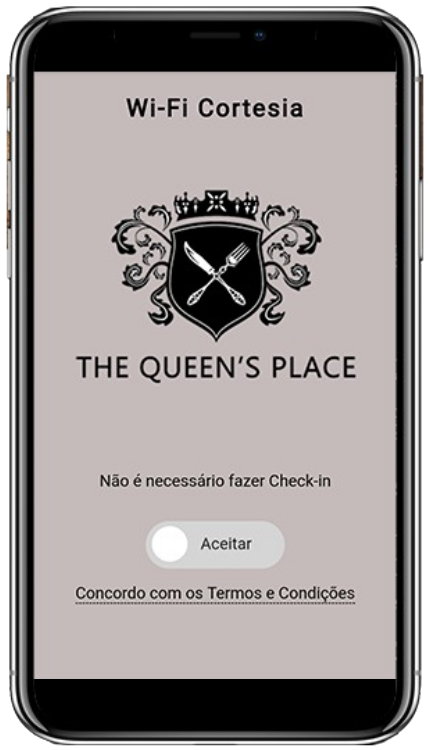 Wi-Fi Cortesia
THE QUEEN'S PLACE
Não é necessário fazer Check-in
Aceitar
Concordo com os Termos e Condições